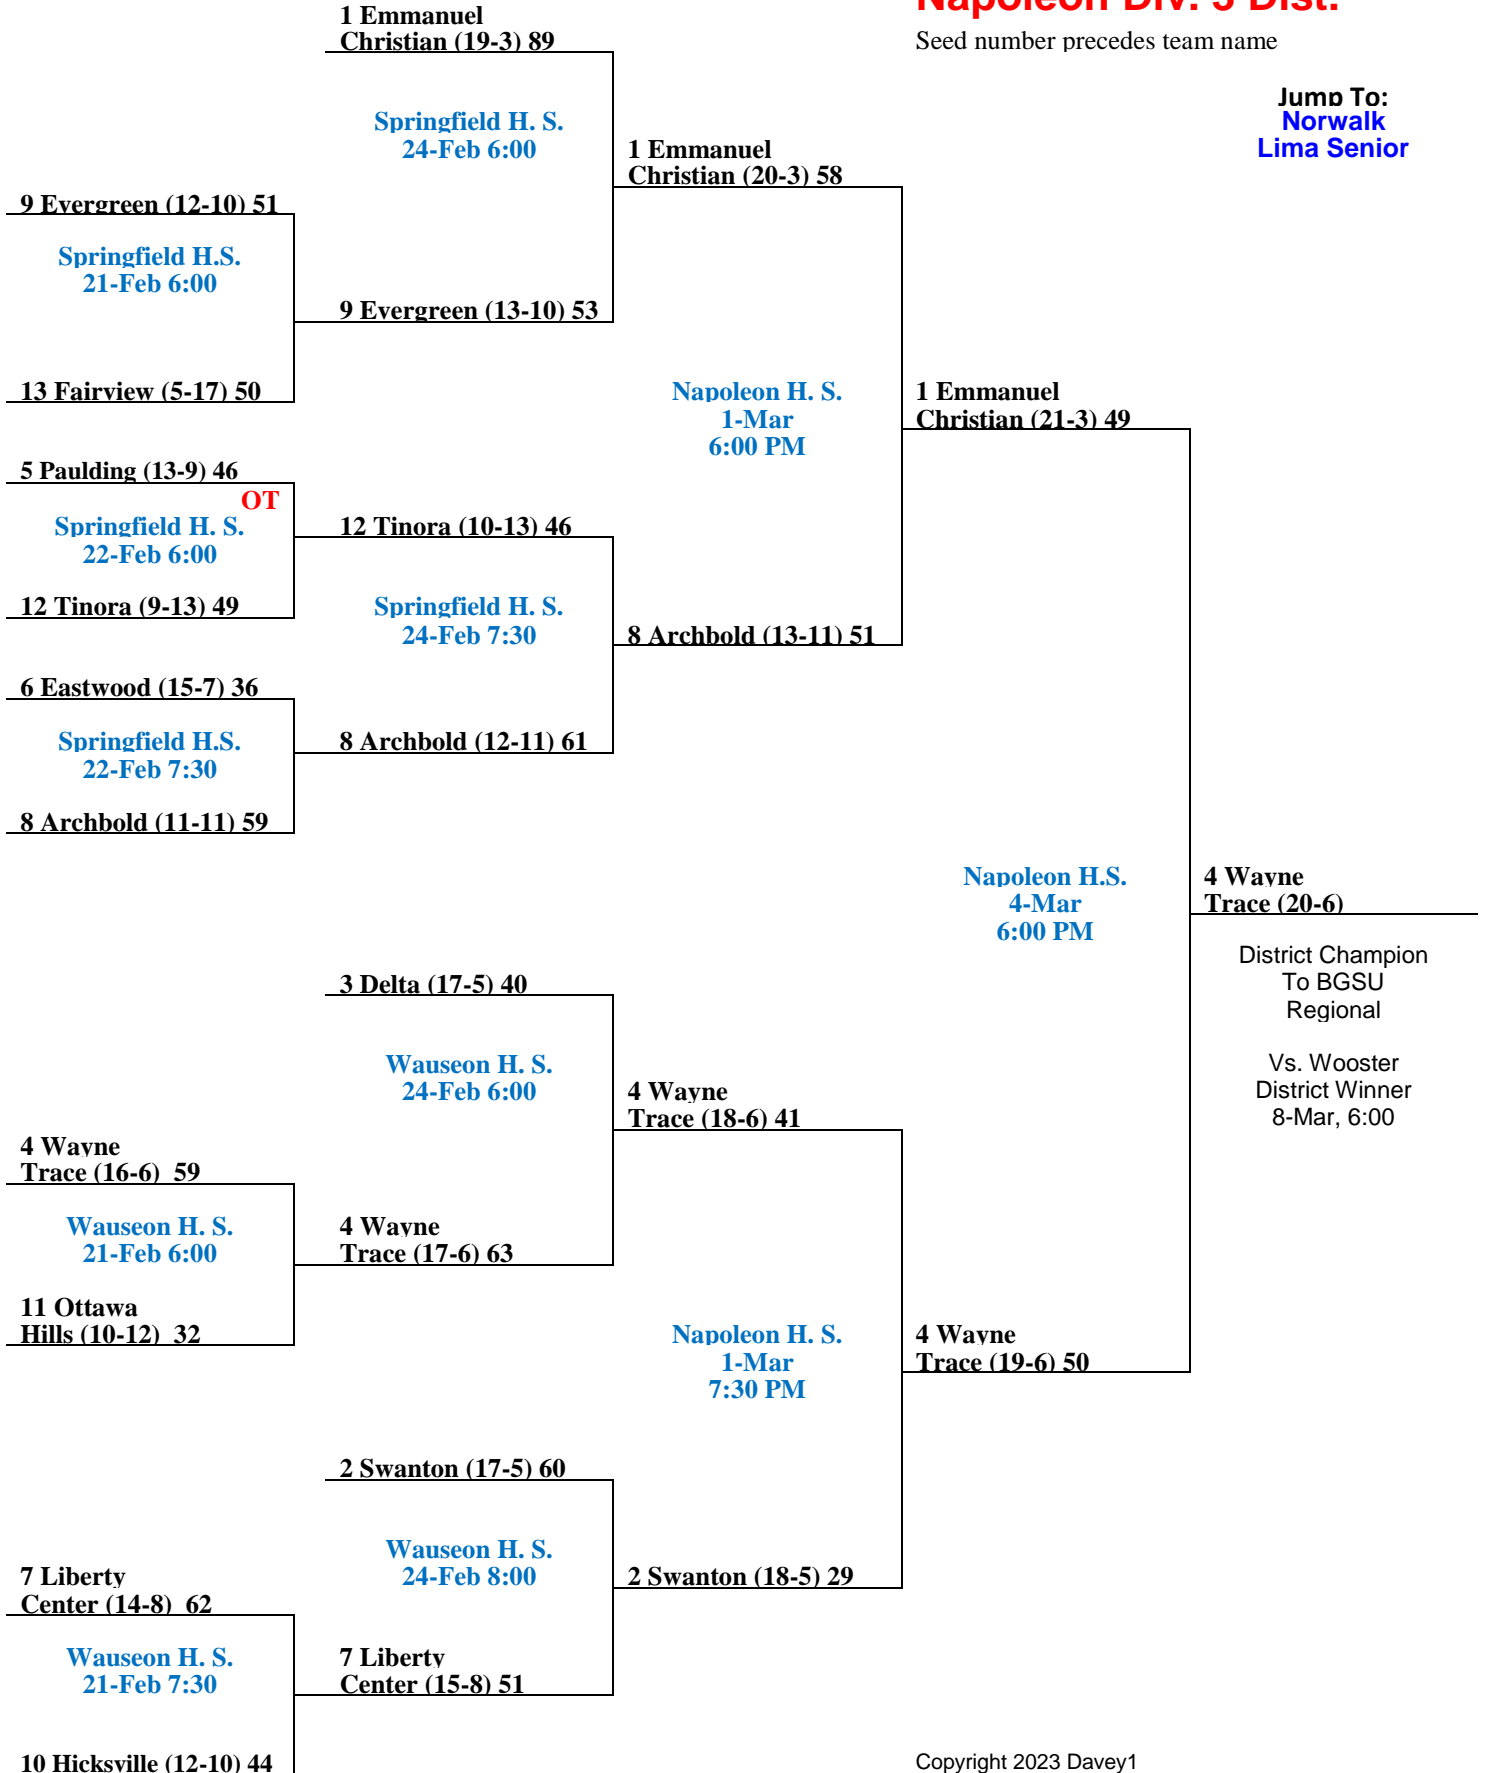 Napoleon Div. 3 Dist.
Seed number precedes team name
Jump To:
Norwalk
Lima Senior
1 Emmanuel
Christian (19-3) 89
Springfield H. S.
24-Feb 6:00
1 Emmanuel
Christian (20-3) 58
9 Evergreen (12-10) 51
Springfield H.S.
21-Feb 6:00
9 Evergreen (13-10) 53
13 Fairview (5-17) 50
Napoleon H. S.
1-Mar
6:00 PM
1 Emmanuel
Christian (21-3) 49
5 Paulding (13-9) 46
OT
Springfield H. S.
22-Feb 6:00
12 Tinora (10-13) 46
12 Tinora (9-13) 49
Springfield H. S.
24-Feb 7:30
8 Archbold (13-11) 51
6 Eastwood (15-7) 36
Springfield H.S.
22-Feb 7:30
8 Archbold (12-11) 61
8 Archbold (11-11) 59
Napoleon H.S.
4-Mar
6:00 PM
4 Wayne
Trace (20-6)
District Champion
To BGSU
Regional
Vs. Wooster
District Winner
8-Mar, 6:00
3 Delta (17-5) 40
Wauseon H. S.
24-Feb 6:00
4 Wayne
Trace (18-6) 41
4 Wayne
Trace (16-6)  59
Wauseon H. S.
21-Feb 6:00
4 Wayne
Trace (17-6) 63
11 Ottawa
Hills (10-12)  32
Napoleon H. S.
1-Mar
7:30 PM
4 Wayne
Trace (19-6) 50
2 Swanton (17-5) 60
Wauseon H. S.
24-Feb 8:00
2 Swanton (18-5) 29
7 Liberty
Center (14-8)  62
Wauseon H. S.
21-Feb 7:30
7 Liberty
Center (15-8) 51
10 Hicksville (12-10) 44
Copyright 2023 Davey1